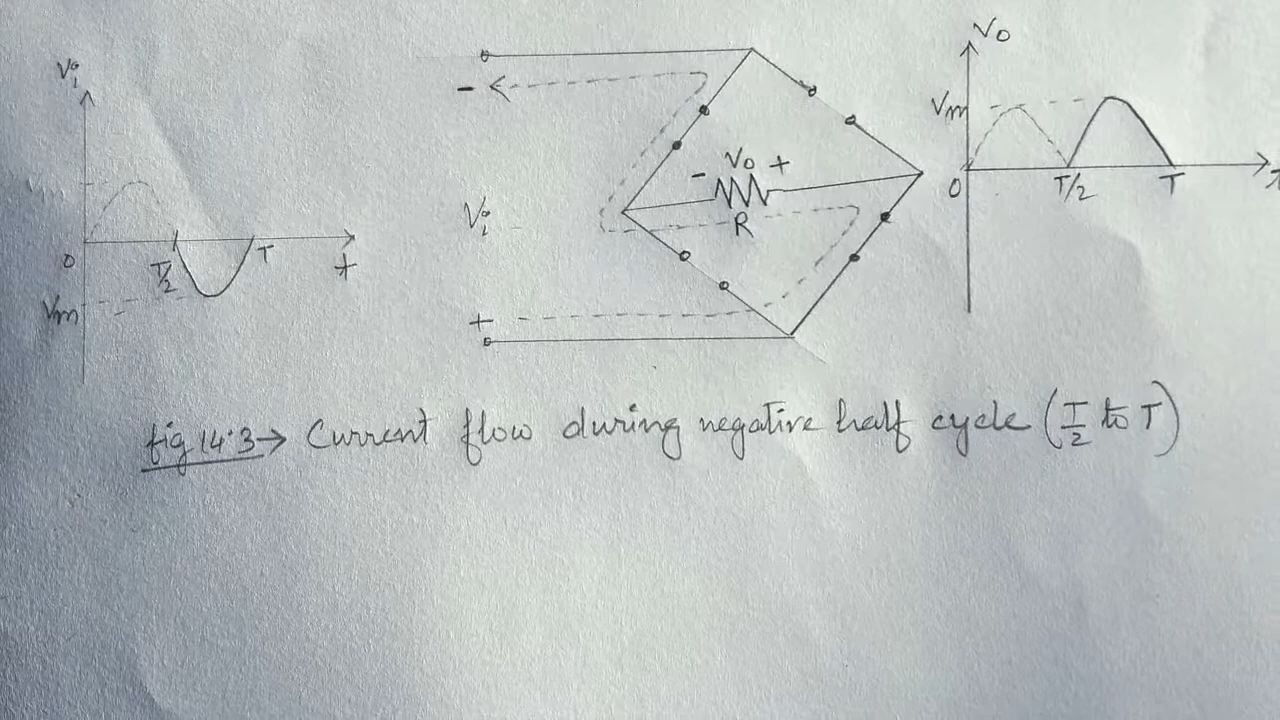 Vi
Vm
0
T/2
T
t
Vm
-
Vi
+
- Vo +
R
Vo
Vm
0
T/2
T
t
fig 14.3→ Current flow during negative half cycle (T/2 to T)